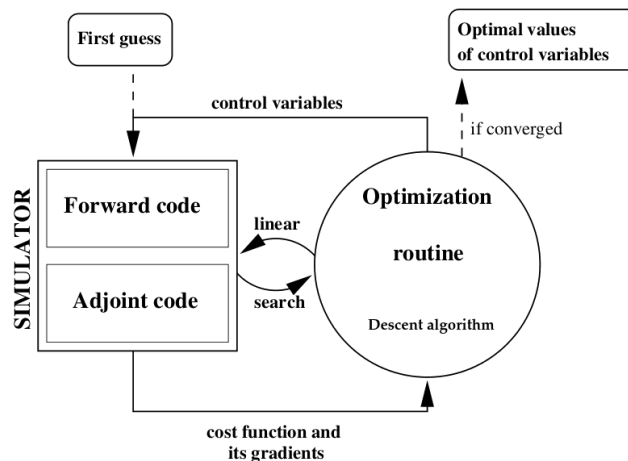 First guess
Optimal values
of control variables
control variables
if converged
SIMULATOR
Forward code
Adjoint code
linear
search
Optimization
routine
Descent algorithm
cost function and
its gradients